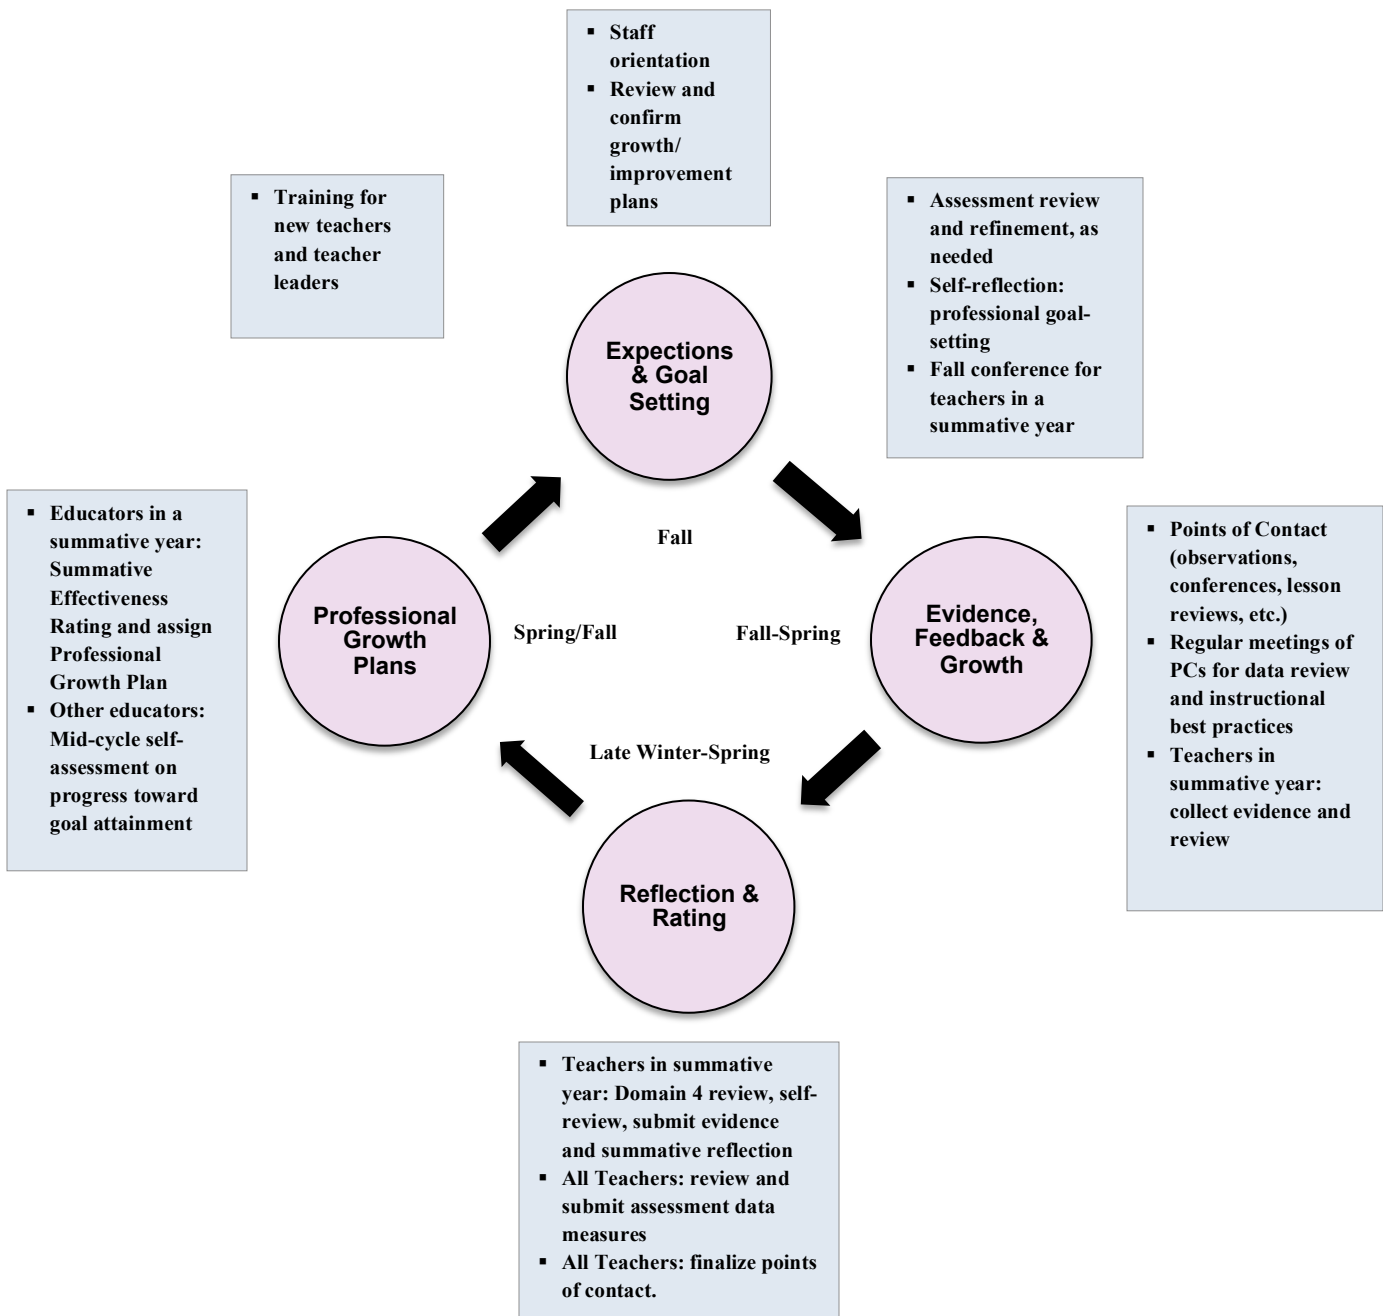 ▪ Staff
orientation
▪ Review and
confirm
growth/
improvement
plans
▪ Training for
new teachers
and teacher
leaders
▪ Assessment review
and refinement, as
needed
▪ Self-reflection:
professional goal-
setting
▪ Fall conference for
teachers in a
summative year
Expections
& Goal
Setting
Fall
▪ Educators in a
summative year:
Summative
Effectiveness
Rating and assign
Professional
Growth Plan
▪ Other educators:
Mid-cycle self-
assessment on
progress toward
goal attainment
Professional
Growth
Plans
Spring/Fall
Fall-Spring
Evidence,
Feedback &
Growth
▪ Points of Contact
(observations,
conferences, lesson
reviews, etc.)
▪ Regular meetings of
PCs for data review
and instructional
best practices
▪ Teachers in
summative year:
collect evidence and
review
Late Winter-Spring
Reflection &
Rating
▪ Teachers in summative
year: Domain 4 review, self-
review, submit evidence
and summative reflection
▪ All Teachers: review and
submit assessment data
measures
▪ All Teachers: finalize points
of contact.